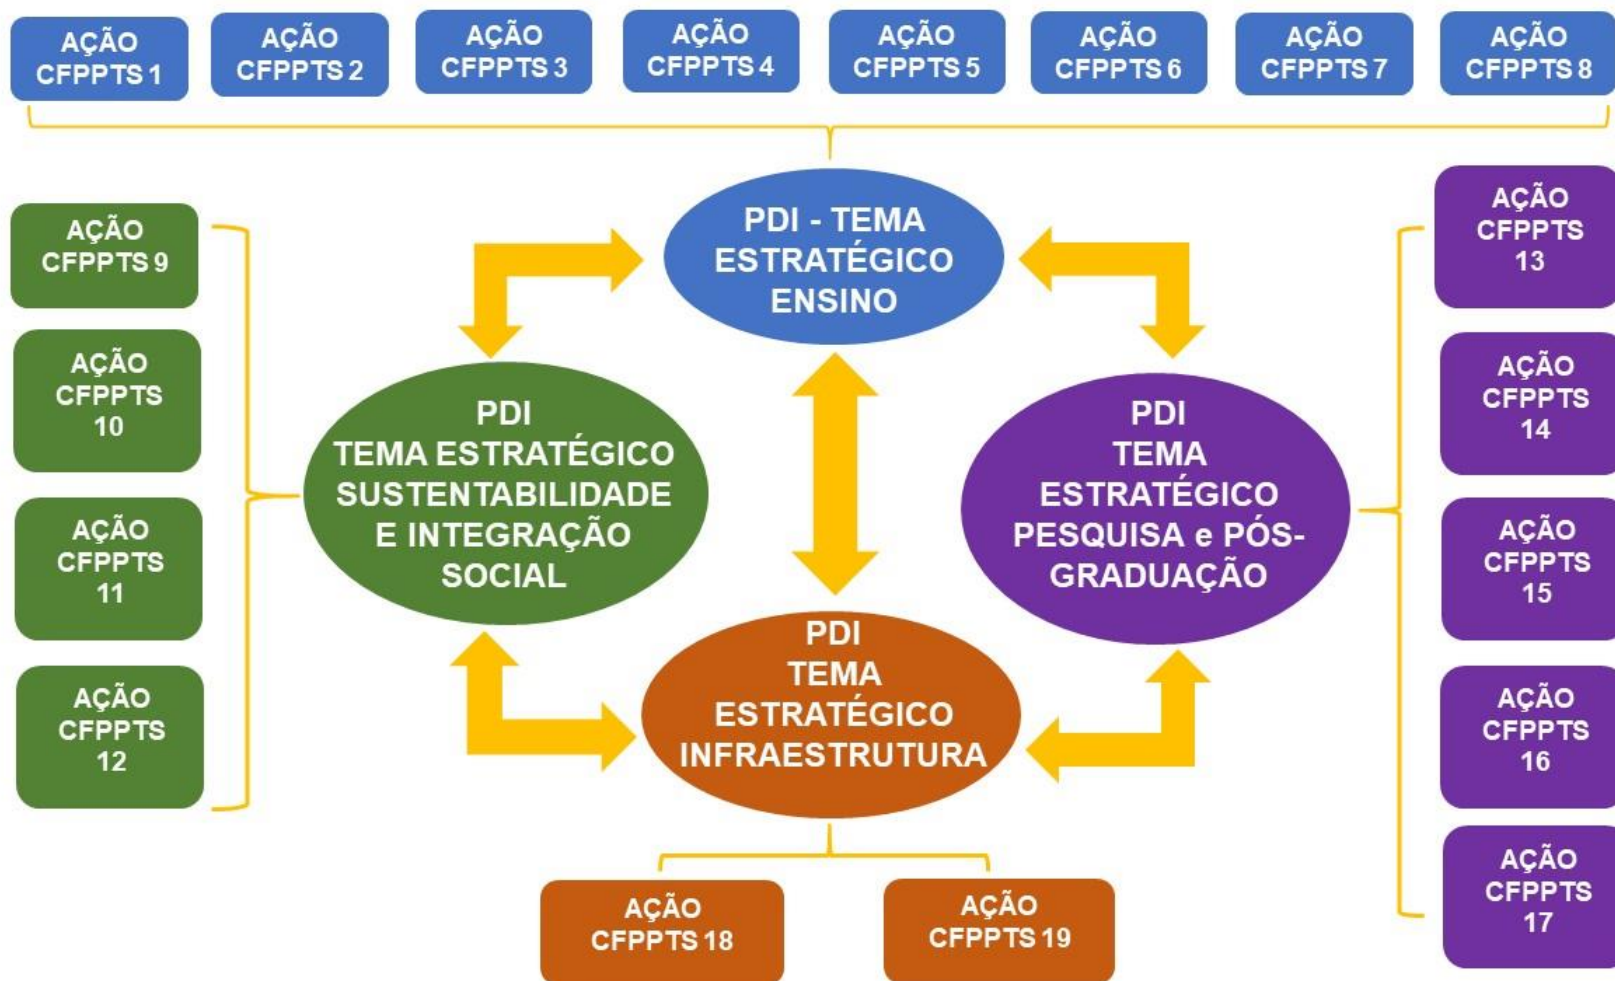 AÇÃO
CFPPTS 1
AÇÃO
CFPPTS 2
AÇÃO
CFPPTS 3
AÇÃO
CFPPTS 4
AÇÃO
CFPPTS 5
AÇÃO
CFPPTS 6
AÇÃO
CFPPTS 7
AÇÃO
CFPPTS 8
PDI - TEMA
ESTRATÉGICO
ENSINO
AÇÃO
CFPPTS 9
AÇÃO
CFPPTS
10
AÇÃO
CFPPTS
11
AÇÃO
CFPPTS
12
PDI
TEMA ESTRATÉGICO
SUSTENTABILIDADE
E INTEGRAÇÃO
SOCIAL
PDI
TEMA
ESTRATÉGICO
PESQUISA e PÓS-
GRADUAÇÃO
AÇÃO
CFPPTS
13
AÇÃO
CFPPTS
14
AÇÃO
CFPPTS
15
AÇÃO
CFPPTS
16
AÇÃO
CFPPTS
17
PDI
TEMA
ESTRATÉGICO
INFRAESTRUTURA
AÇÃO
CFPPTS 18
AÇÃO
CFPPTS 19